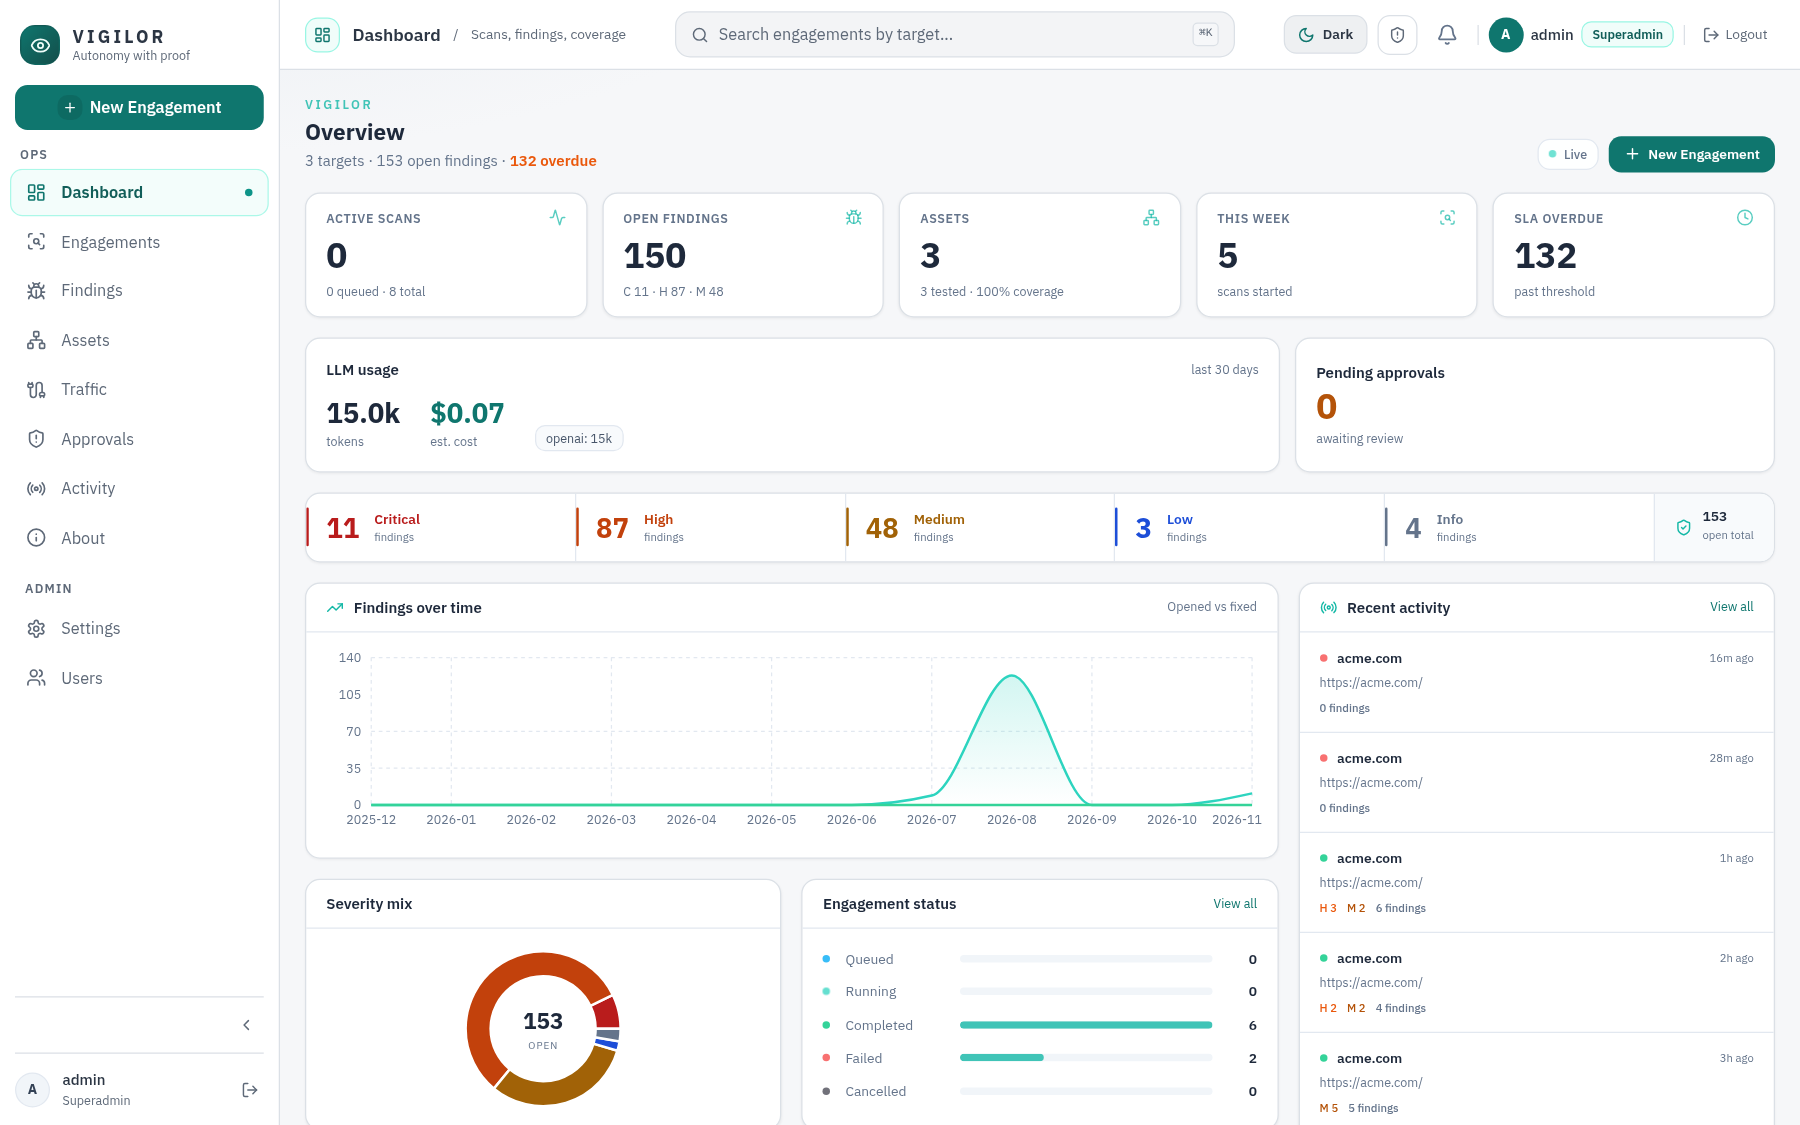 VIGILOR
Autonomy with proof
+ New Engagement
OPS
Dashboard
Engagements
Findings
Assets
Traffic
Approvals
Activity
About
ADMIN
Settings
Users
A
admin
Superadmin
Dashboard / Scans, findings, coverage
Search engagements by target...
⌘K
Dark
A admin Superadmin
Logout
VIGILOR
Overview
3 targets · 153 open findings · 132 overdue
Live
+ New Engagement
ACTIVE SCANS
0
0 queued · 8 total
OPEN FINDINGS
150
C 11 · H 87 · M 48
ASSETS
3
3 tested · 100% coverage
THIS WEEK
5
scans started
SLA OVERDUE
132
past threshold
LLM usage
last 30 days
15.0k
tokens
$0.07
est. cost
openai: 15k
Pending approvals
0
awaiting review
11 Critical
findings
87 High
findings
48 Medium
findings
3 Low
findings
4 Info
findings
153
open total
Findings over time
Opened vs fixed
140
105
70
35
0
2025-12 2026-01 2026-02 2026-03 2026-04 2026-05 2026-06 2026-07 2026-08 2026-09 2026-10 2026-11
Severity mix
153
OPEN
Engagement status
View all
Queued 0
Running 0
Completed 6
Failed 2
Cancelled 0
Recent activity
View all
acme.com 16m ago
https://acme.com/
0 findings
acme.com 28m ago
https://acme.com/
0 findings
acme.com 1h ago
https://acme.com/
H 3 M 2 6 findings
acme.com 2h ago
https://acme.com/
H 2 M 2 4 findings
acme.com 3h ago
https://acme.com/
M 5 5 findings